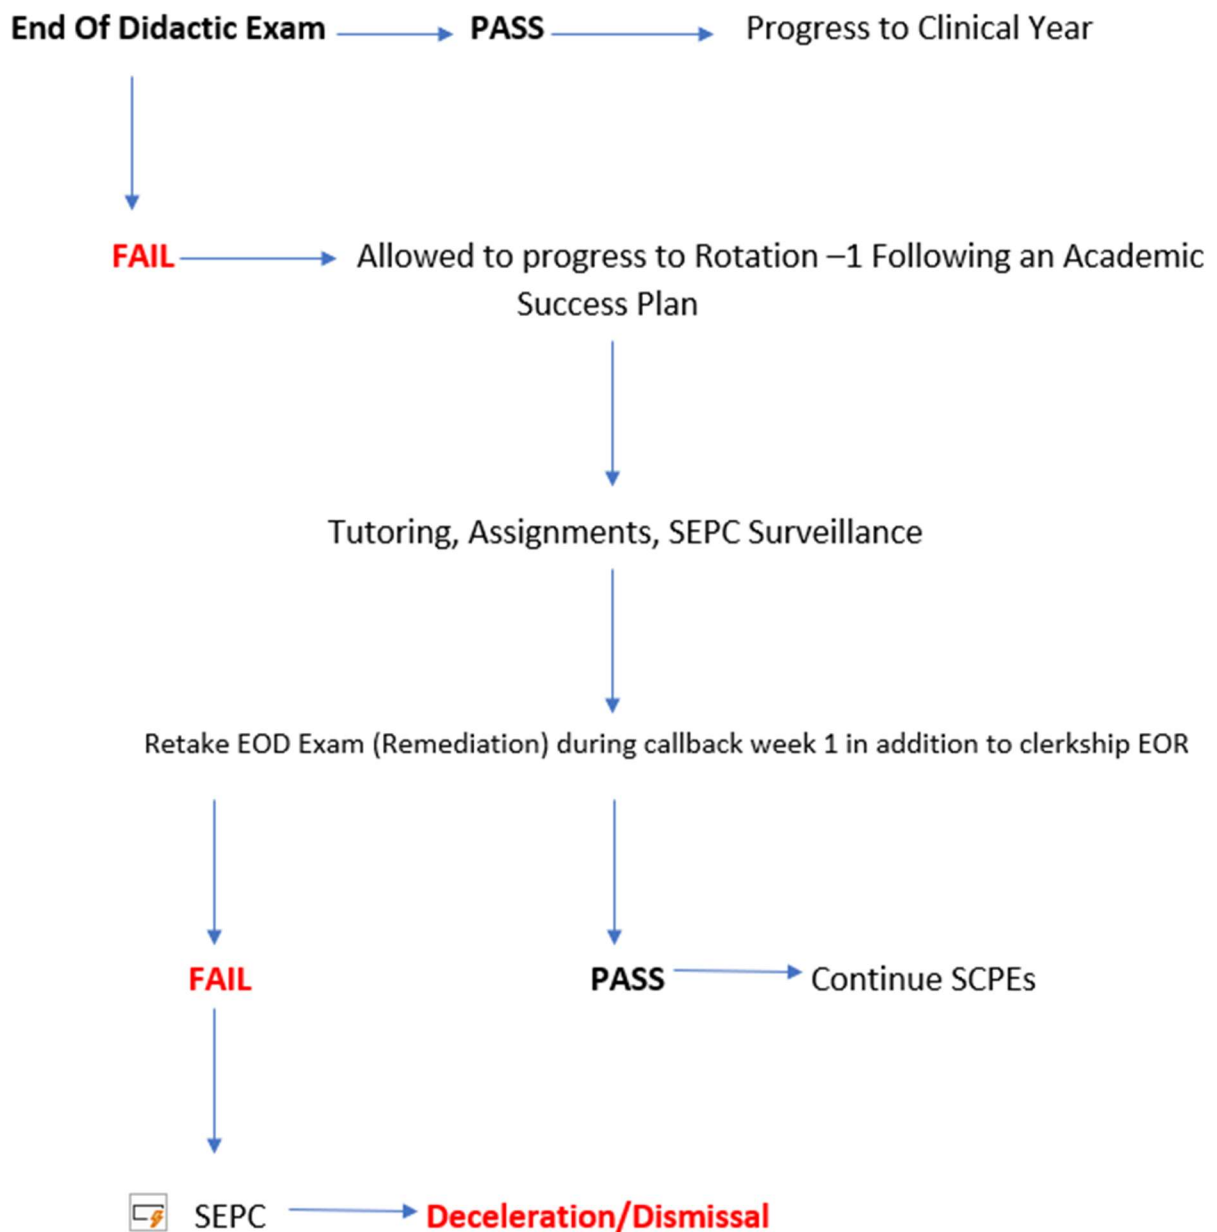 End Of Didactic Exam PASS Progress to Clinical Year
FAIL Allowed to progress to Rotation –1 Following an Academic
Success Plan
Tutoring, Assignments, SEPC Surveillance
Retake EOD Exam (Remediation) during callback week 1 in addition to clerkship EOR
FAIL PASS Continue SCPEs
SEPC Deceleration/Dismissal